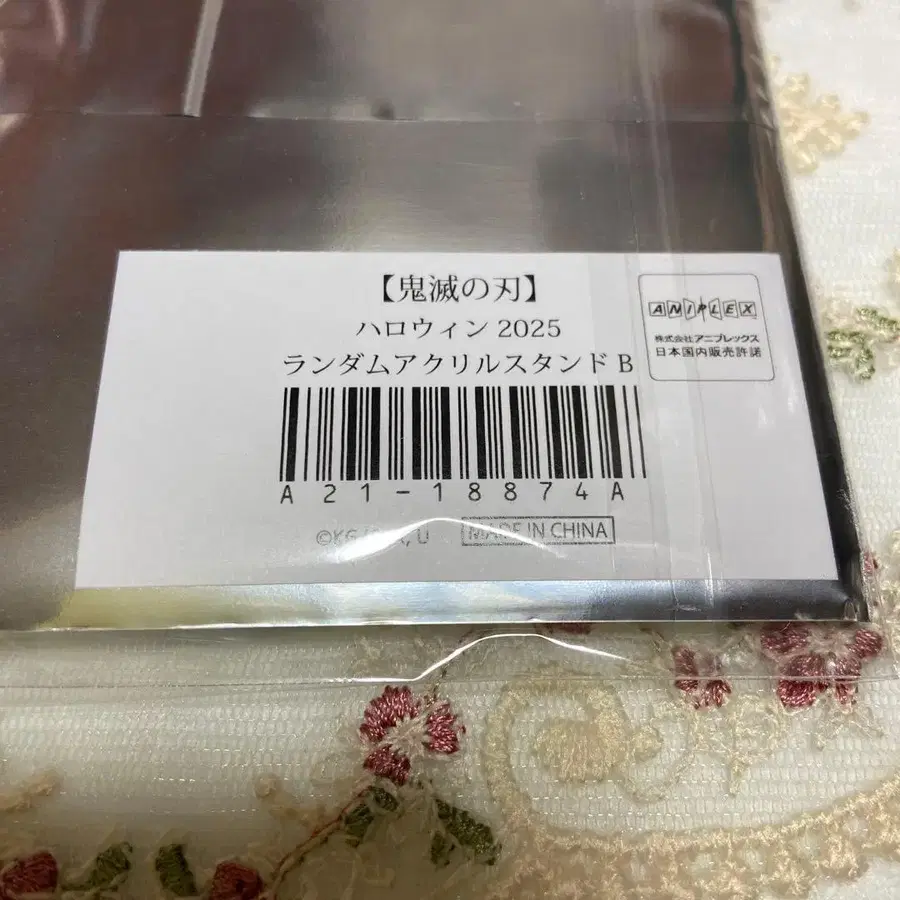 【鬼滅の刃】
ハロウィン 2025
ランダムアクリルスタンド B
A21-18874A
MADE IN CHINA
ANIPLEX
株式会社アニプレックス
日本国内販売許諾